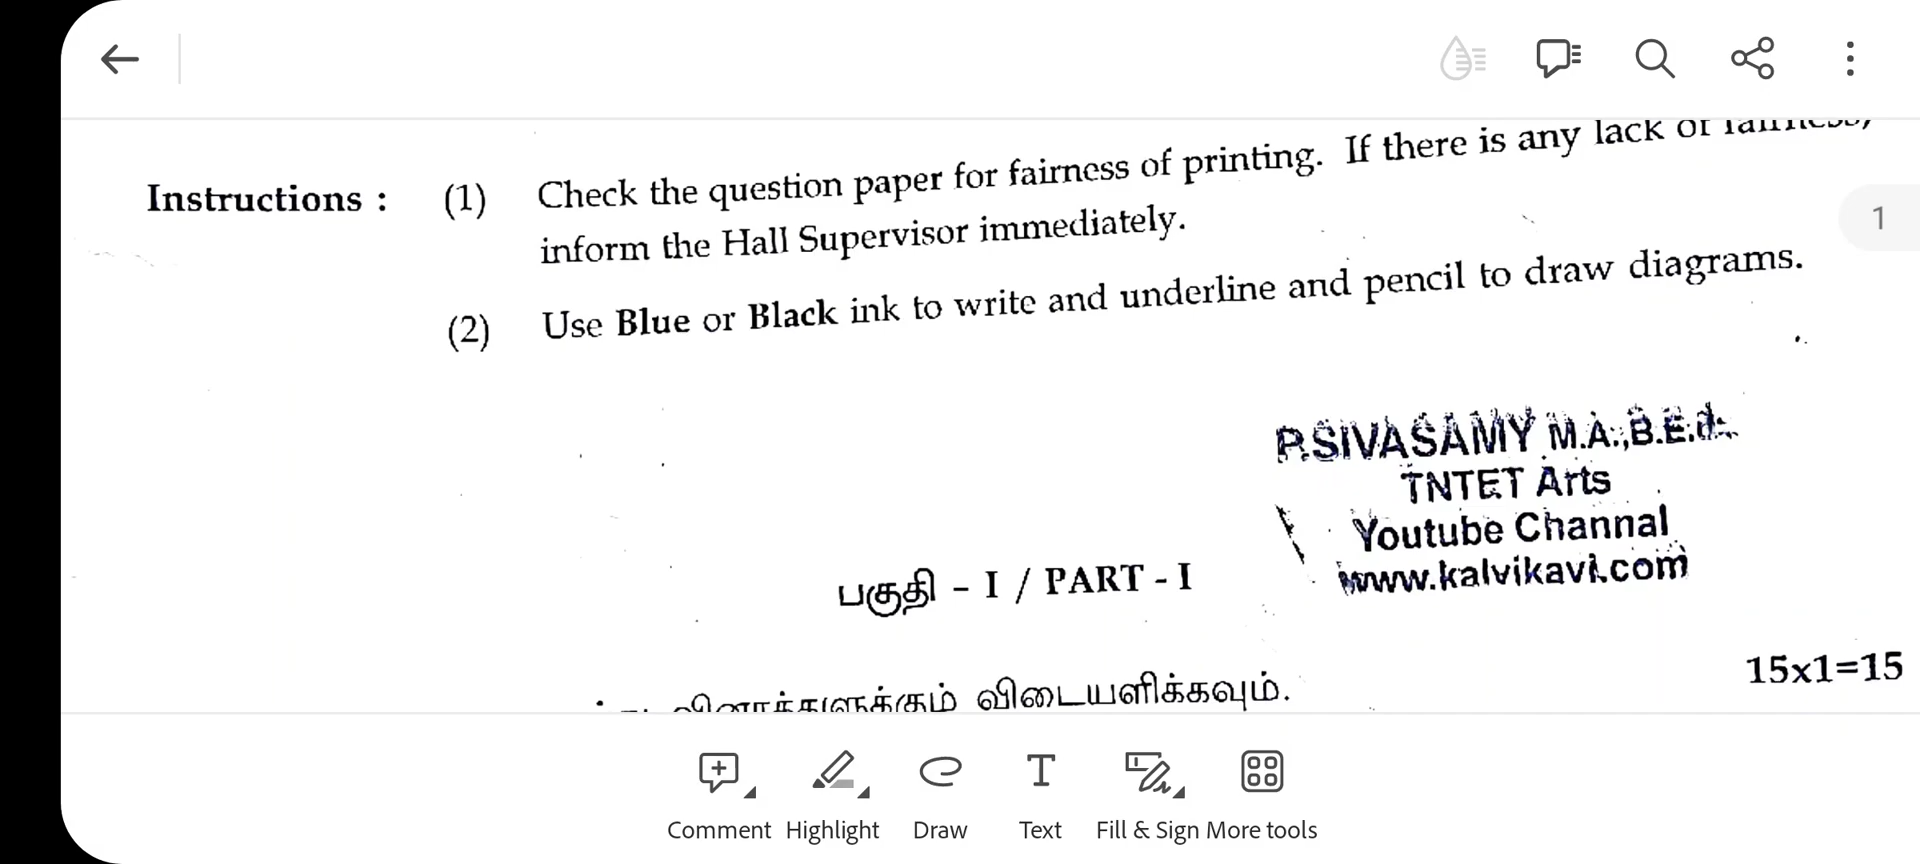 1
Instructions : (1) Check the question paper for fairness of printing. If there is any lack of fairness,
inform the Hall Supervisor immediately.
(2) Use Blue or Black ink to write and underline and pencil to draw diagrams.
P.SIVASAMY M.A.,B.E.d.
TNTET Arts
Youtube Channal
www.kalvikavi.com
பகுதி - I / PART - I
15x1=15
வினாக்களுக்கும் விடையளிக்கவும்.
Comment Highlight Draw Text Fill & Sign More tools